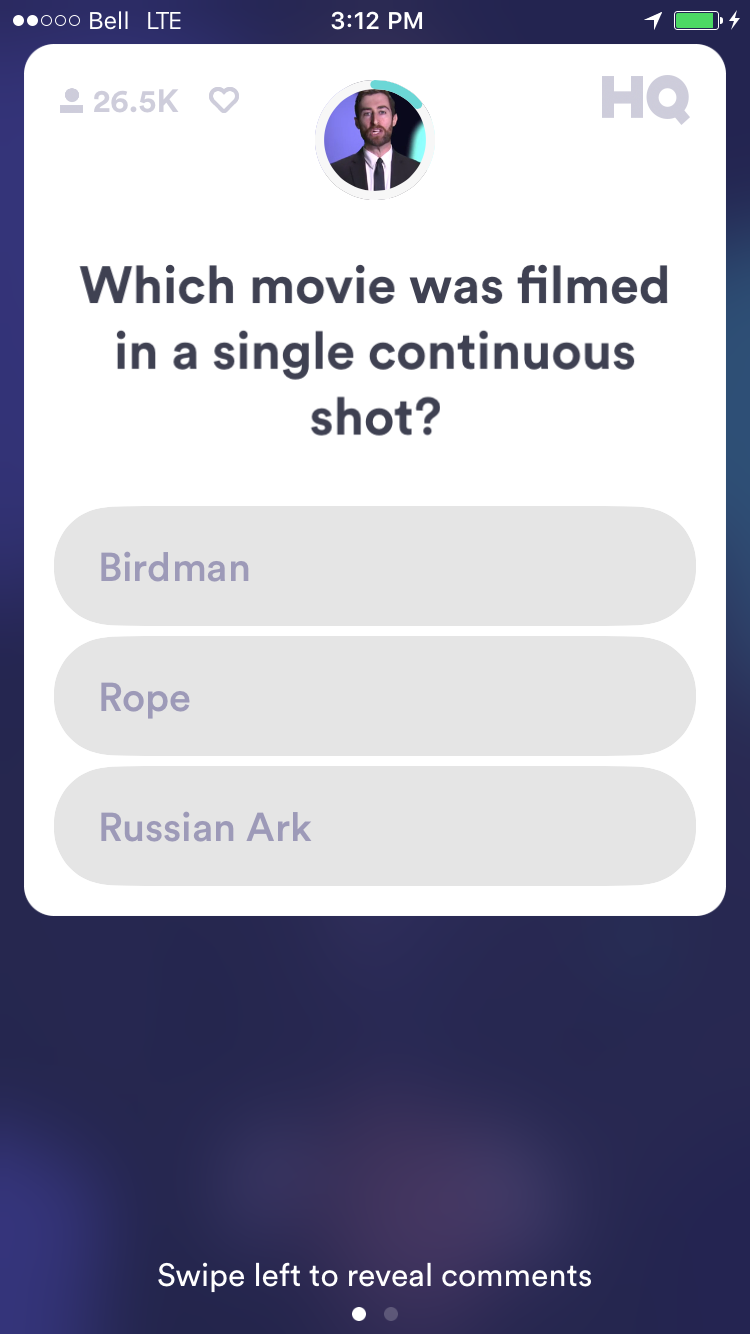 Bell LTE 3:12 PM
26.5K HQ
Which movie was filmed
in a single continuous
shot?
Birdman
Rope
Russian Ark
Swipe left to reveal comments